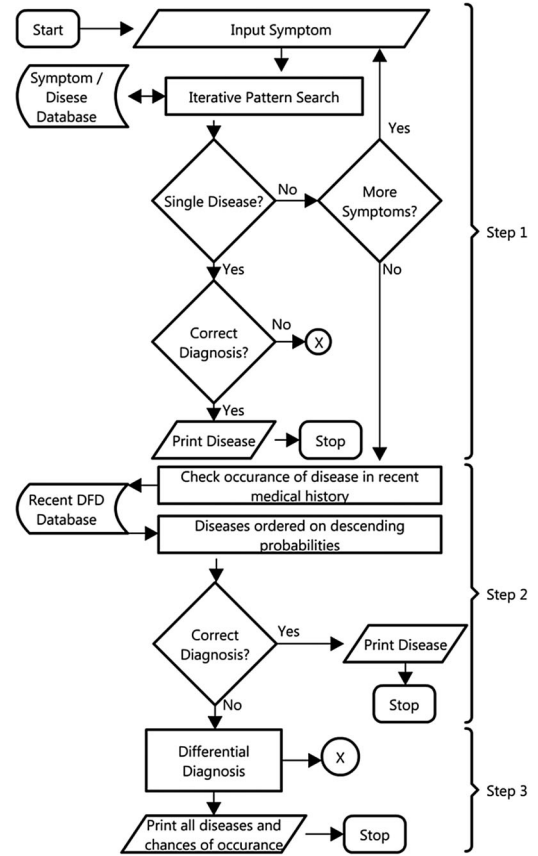 Start
Input Symptom
Symptom /
Disese
Database
Iterative Pattern Search
Yes
Single Disease?
No
More
Symptoms?
Step 1
Yes
No
Correct
Diagnosis?
No
X
Yes
Print Disease
Stop
Check occurance of disease in recent
medical history
Recent DFD
Database
Diseases ordered on descending
probabilities
Step 2
Correct
Diagnosis?
Yes
Print Disease
Stop
No
Differential
Diagnosis
X
Step 3
Print all diseases and
chances of occurance
Stop